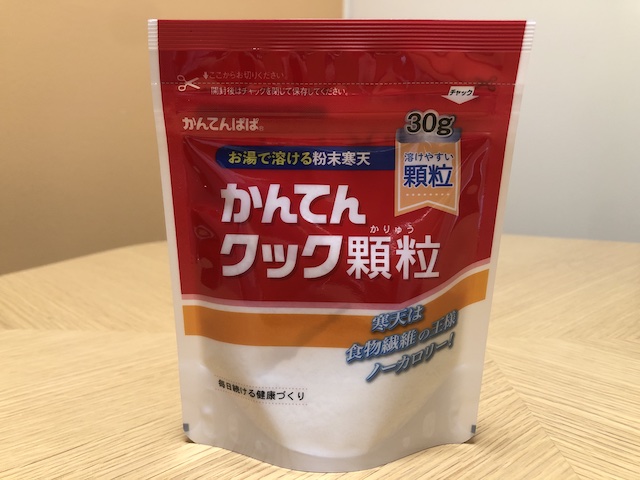 ここからお切りください。
開封後はチャックを閉じて保存してください。
チャック
かんてんぱぱ®
30g
お湯で溶ける粉末寒天
溶けやすい
顆粒
かんてん
かりゅう
クック顆粒
寒天は
食物繊維の王様
ノーカロリー!
毎日続ける健康づくり